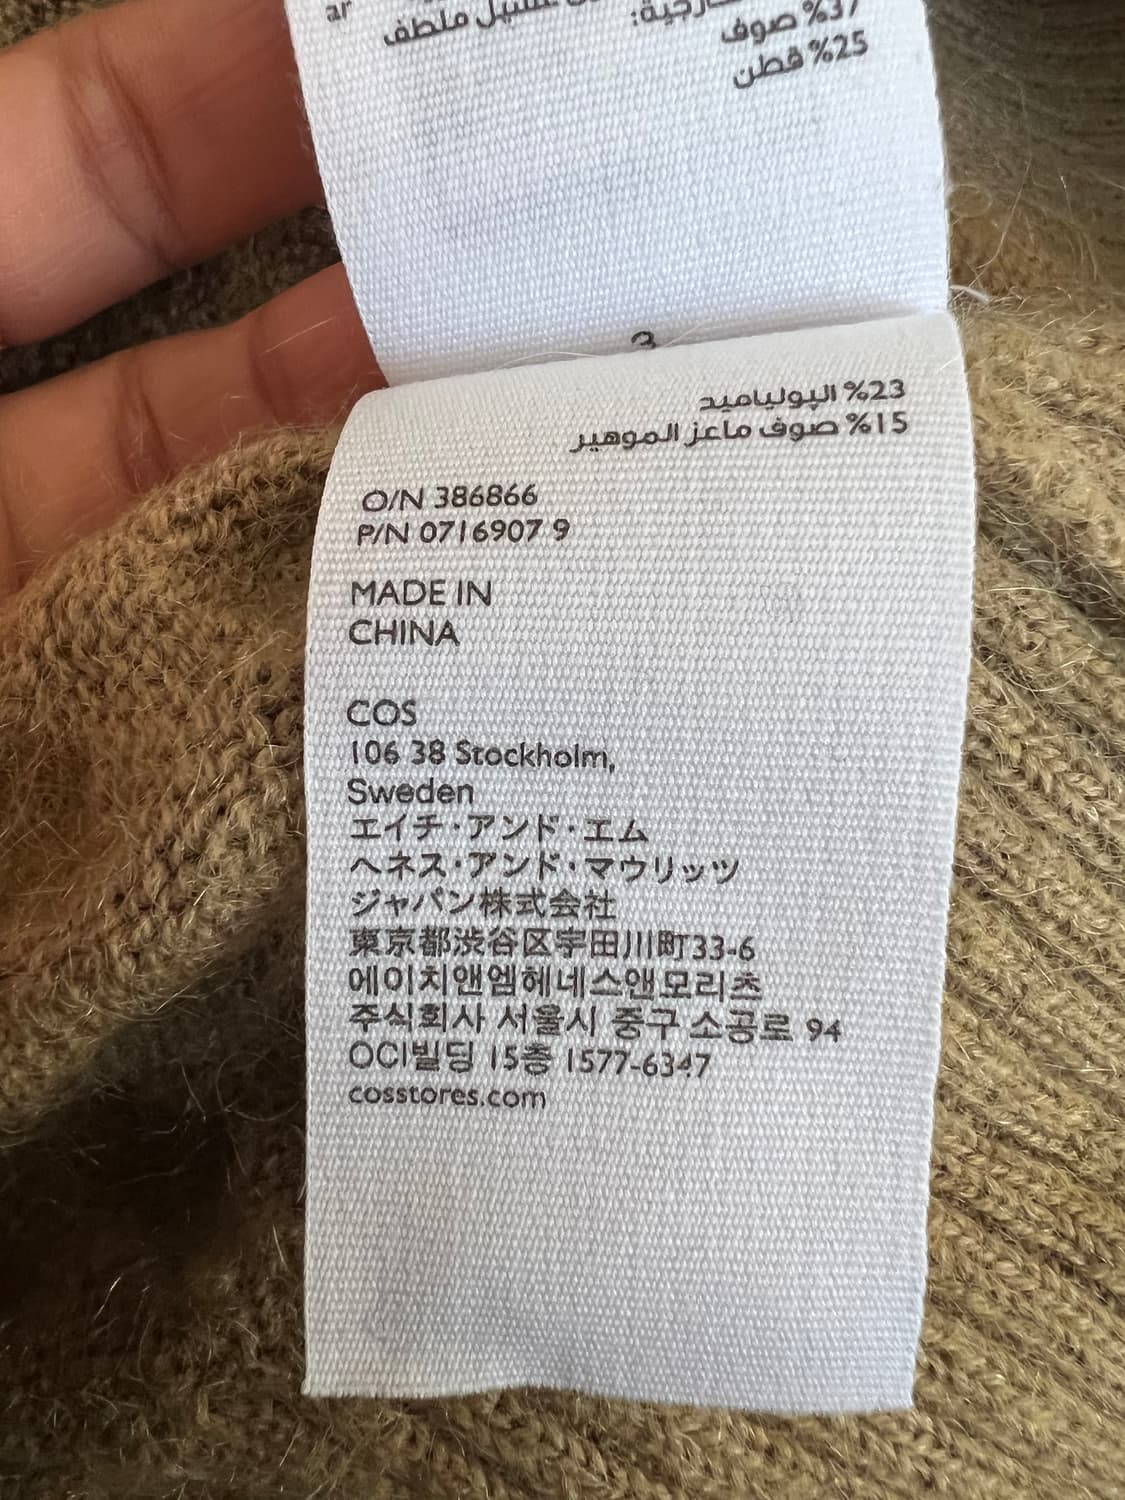 ar
غسيل ملطف
%37 صوف
%25 قطن
3
%23 البولياميد
%15 صوف ماعز الموهير
O/N 386866
P/N 0716907 9
MADE IN
CHINA
COS
106 38 Stockholm,
Sweden
エイチ・アンド・エム
ヘネス・アンド・マウリッツ
ジャパン株式会社
東京都渋谷区宇田川町33-6
에이치앤엠헤네스앤모리츠
주식회사 서울시 중구 소공로 94
OCI빌딩 15층 1577-6347
cosstores.com